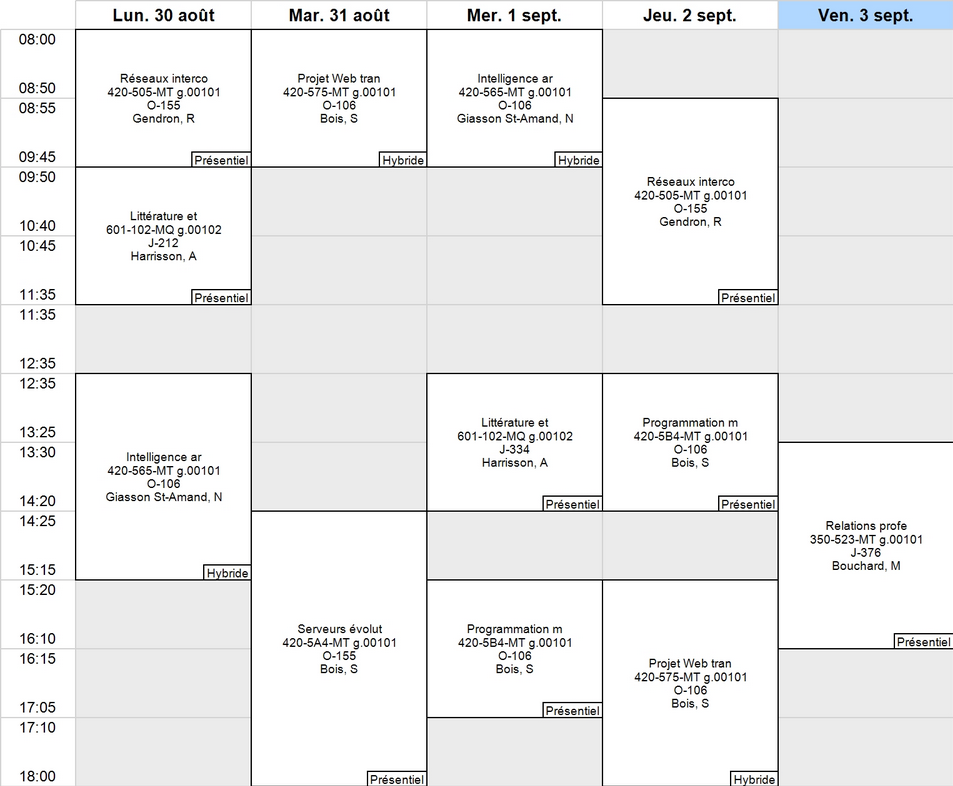 Lun. 30 août
Mar. 31 août
Mer. 1 sept.
Jeu. 2 sept.
Ven. 3 sept.
08:00
08:50
Réseaux interco
420-505-MT g.00101
O-155
Gendron, R
Présentiel
Projet Web tran
420-575-MT g.00101
O-106
Bois, S
Hybride
Intelligence ar
420-565-MT g.00101
O-106
Giasson St-Amand, N
Hybride
08:55
09:45
Réseaux interco
420-505-MT g.00101
O-155
Gendron, R
Présentiel
09:50
10:40
Littérature et
601-102-MQ g.00102
J-212
Harrisson, A
Présentiel
10:45
11:35
11:35
12:35
12:35
13:25
Intelligence ar
420-565-MT g.00101
O-106
Giasson St-Amand, N
Hybride
Littérature et
601-102-MQ g.00102
J-334
Harrisson, A
Présentiel
Programmation m
420-5B4-MT g.00101
O-106
Bois, S
Présentiel
13:30
14:20
Relations profe
350-523-MT g.00101
J-376
Bouchard, M
Présentiel
14:25
15:15
Serveurs évolut
420-5A4-MT g.00101
O-155
Bois, S
Présentiel
15:20
16:10
Programmation m
420-5B4-MT g.00101
O-106
Bois, S
Présentiel
Projet Web tran
420-575-MT g.00101
O-106
Bois, S
Hybride
16:15
17:05
17:10
18:00